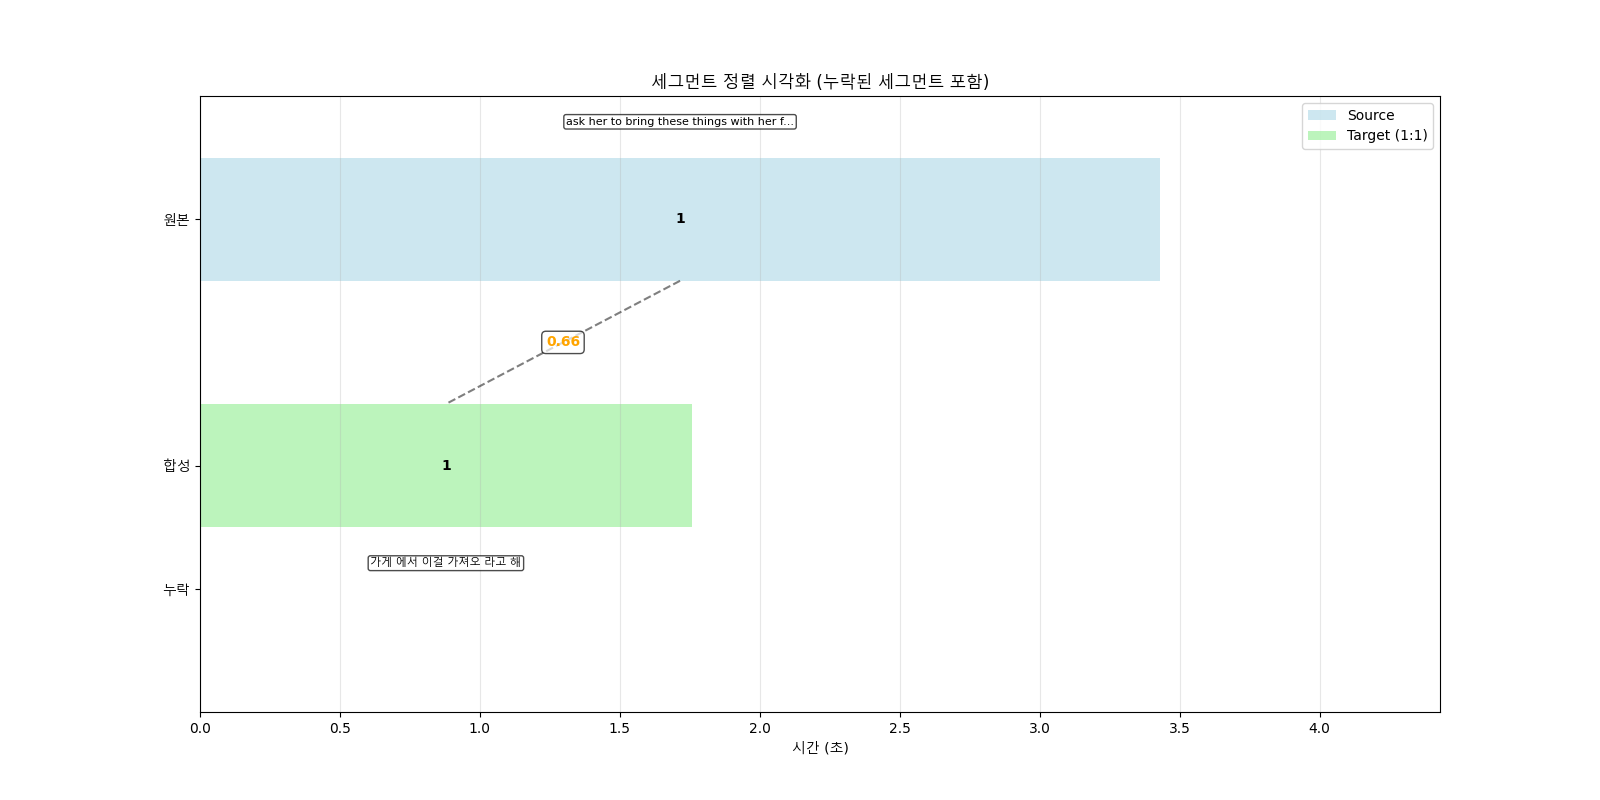 세그먼트 정렬 시각화 (누락된 세그먼트 포함)
ask her to bring these things with her f...
Source
Target (1:1)
원본
1
0.66
합성
1
가게 에서 이걸 가져오 라고 해
누락
0.0 0.5 1.0 1.5 2.0 2.5 3.0 3.5 4.0
시간 (초)